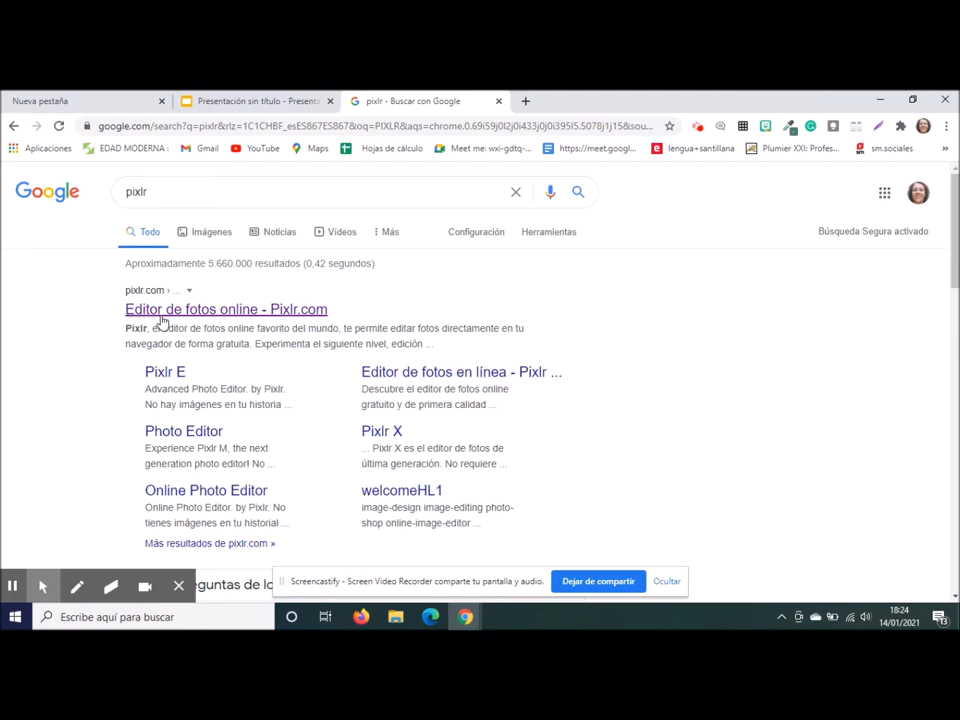 Nueva pestaña
Presentación sin título - Presenta
pixlr - Buscar con Google
google.com/search?q=pixlr&rlz=1C1CHBF_esES867ES867&oq=PIXLR&aqs=chrome.0.69i59j0l2j0i433j0j0i395l5.5078j1j15&sou...
Aplicaciones
EDAD MODERNA :
Gmail
YouTube
Maps
Hojas de cálculo
Meet me: wxi-gdtq-...
https://meet.googl...
lengua+santillana
Plumier XXI: Profes...
sm.sociales
»
Google
pixlr
Todo
Imágenes
Noticias
Vídeos
Más
Configuración
Herramientas
Búsqueda Segura activado
Aproximadamente 5.660.000 resultados (0,42 segundos)
pixlr.com › ...
Editor de fotos online - Pixlr.com
Pixlr, el editor de fotos online favorito del mundo, te permite editar fotos directamente en tu
navegador de forma gratuita. Experimenta el siguiente nivel, edición ...
Pixlr E
Advanced Photo Editor. by Pixlr.
No hay imágenes en tu historia ...
Editor de fotos en línea - Pixlr ...
Descubre el editor de fotos online
gratuito y de primera calidad ...
Photo Editor
Experience Pixlr M, the next
generation photo editor! No ...
Pixlr X
... Pixlr X es el editor de fotos de
última generación. No requiere ...
Online Photo Editor
Online Photo Editor. by Pixlr. No
tienes imágenes en tu historial ...
welcomeHL1
image-design image-editing photo-
shop online-image-editor ...
Más resultados de pixlr.com »
eguntas de lo
Screencastify - Screen Video Recorder comparte tu pantalla y audio.
Dejar de compartir
Ocultar
Escribe aquí para buscar
18:24
14/01/2021
13